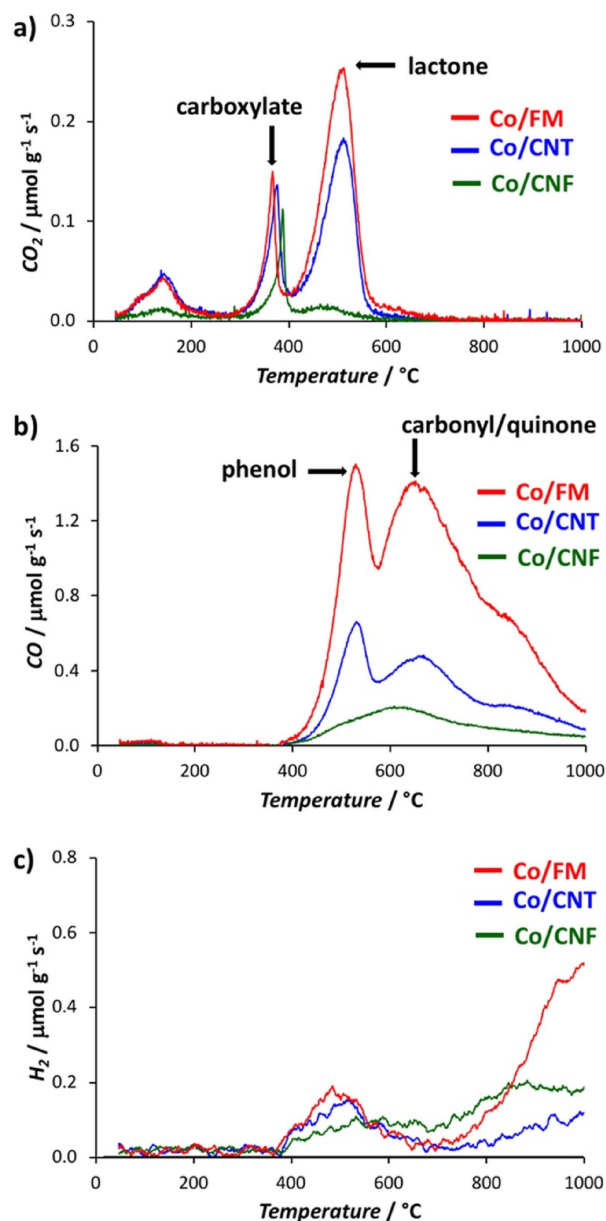 a)
CO₂ / µmol g⁻¹ s⁻¹
0.3
0.2
0.1
0.0
carboxylate
lactone
Co/FM
Co/CNT
Co/CNF
0 200 400 600 800 1000
Temperature / °C
b)
CO / µmol g⁻¹ s⁻¹
1.6
1.2
0.8
0.4
0.0
carbonyl/quinone
phenol
Co/FM
Co/CNT
Co/CNF
0 200 400 600 800 1000
Temperature / °C
c)
H₂ / µmol g⁻¹ s⁻¹
0.8
0.6
0.4
0.2
0.0
Co/FM
Co/CNT
Co/CNF
0 200 400 600 800 1000
Temperature / °C